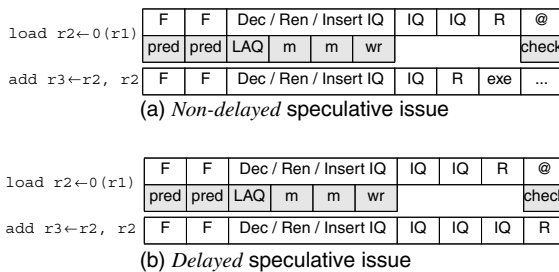 F F Dec / Ren / Insert IQ IQ IQ R @
load r2←0(r1)
pred pred LAQ m m wr check
add r3←r2, r2 F F Dec / Ren / Insert IQ IQ R exe ...
(a) Non-delayed speculative issue
F F Dec / Ren / Insert IQ IQ IQ R @
load r2←0(r1)
pred pred LAQ m m wr check
add r3←r2, r2 F F Dec / Ren / Insert IQ IQ IQ IQ R
(b) Delayed speculative issue